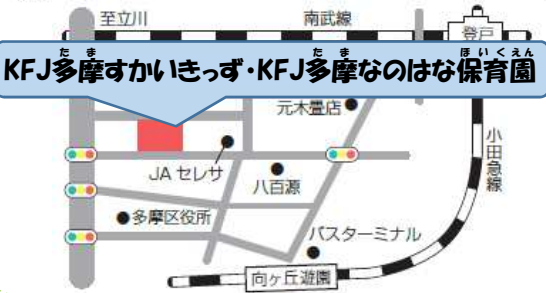 至立川
南武線
登戸
KFJ多摩すかいきっず・KFJ多摩なのはな保育園
元木畳店
JAセレサ
八百源
小田急線
多摩区役所
バスターミナル
向ヶ丘遊園